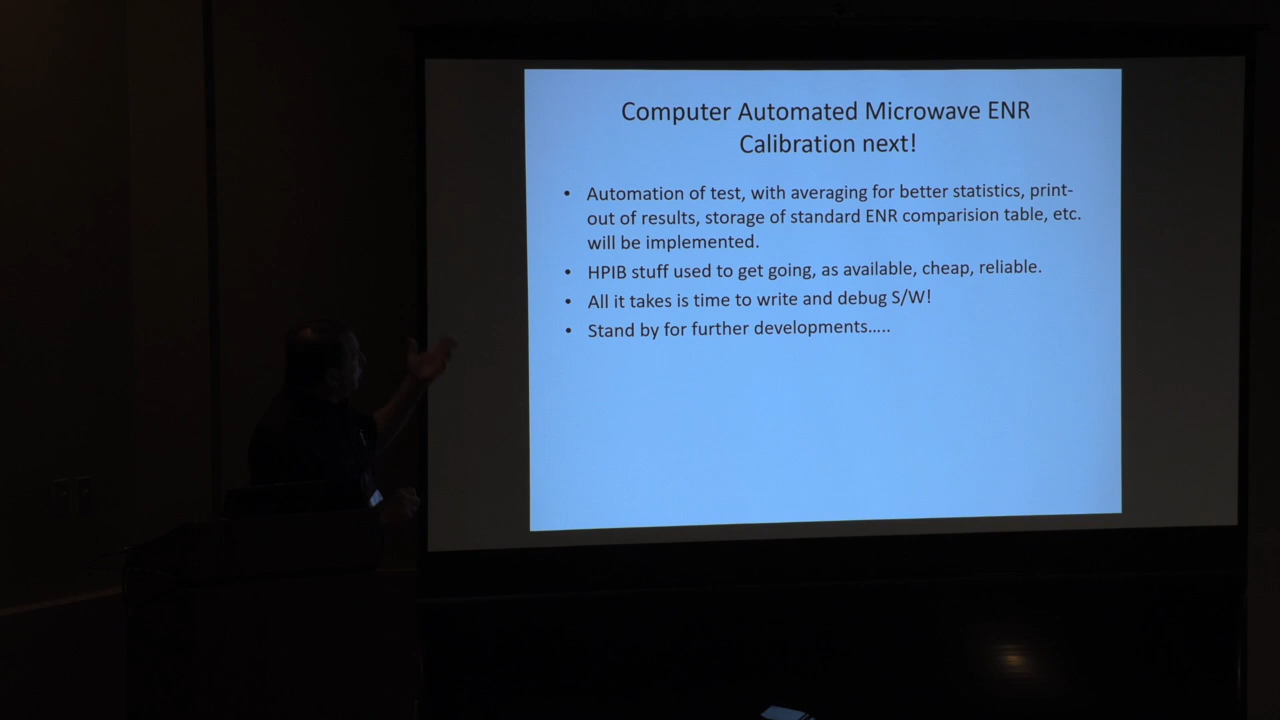 Computer Automated Microwave ENR
Calibration next!
• Automation of test, with averaging for better statistics, print-
out of results, storage of standard ENR comparision table, etc.
will be implemented.
• HPIB stuff used to get going, as available, cheap, reliable.
• All it takes is time to write and debug S/W!
• Stand by for further developments…..